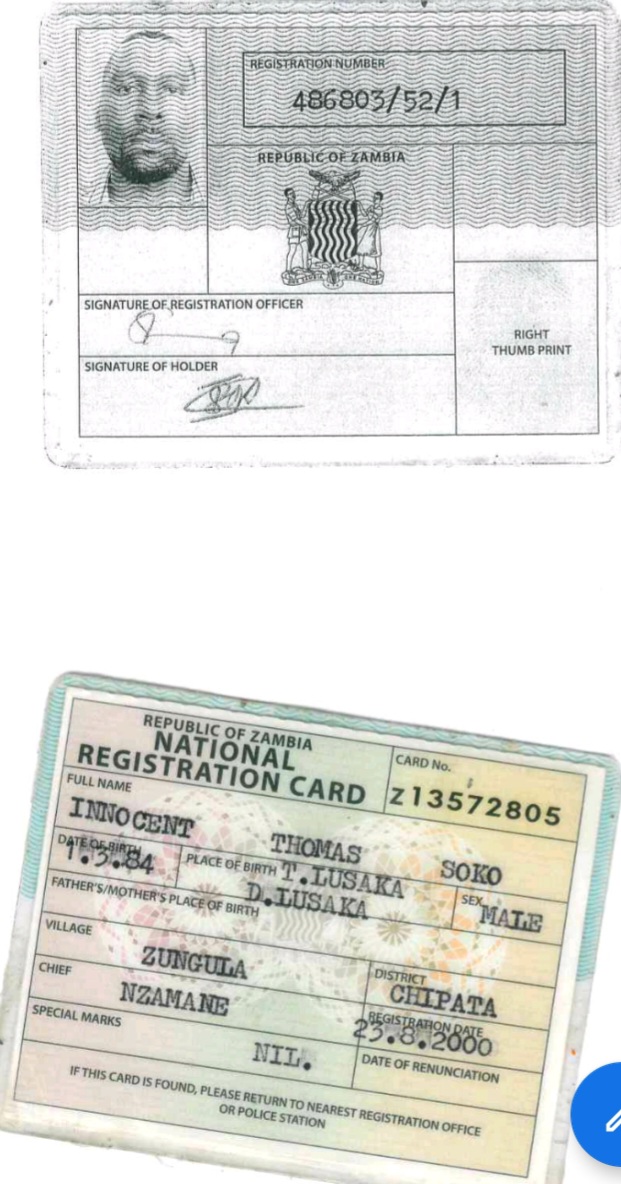 REGISTRATION NUMBER
486803/52/1
REPUBLIC OF ZAMBIA
SIGNATURE OF REGISTRATION OFFICER
SIGNATURE OF HOLDER
RIGHT
THUMB PRINT
REPUBLIC OF ZAMBIA
NATIONAL
REGISTRATION CARD
CARD No.
Z13572805
FULL NAME
INNOCENT THOMAS SOKO
DATE OF BIRTH
1.3.84
PLACE OF BIRTH T.LUSAKA
SEX MALE
FATHER'S/MOTHER'S PLACE OF BIRTH D.LUSAKA
VILLAGE
ZUNGULA
DISTRICT
CHIPATA
CHIEF
NZAMANE
REGISTRATION DATE
23.8.2000
SPECIAL MARKS
NIL.
DATE OF RENUNCIATION
IF THIS CARD IS FOUND, PLEASE RETURN TO NEAREST REGISTRATION OFFICE
OR POLICE STATION